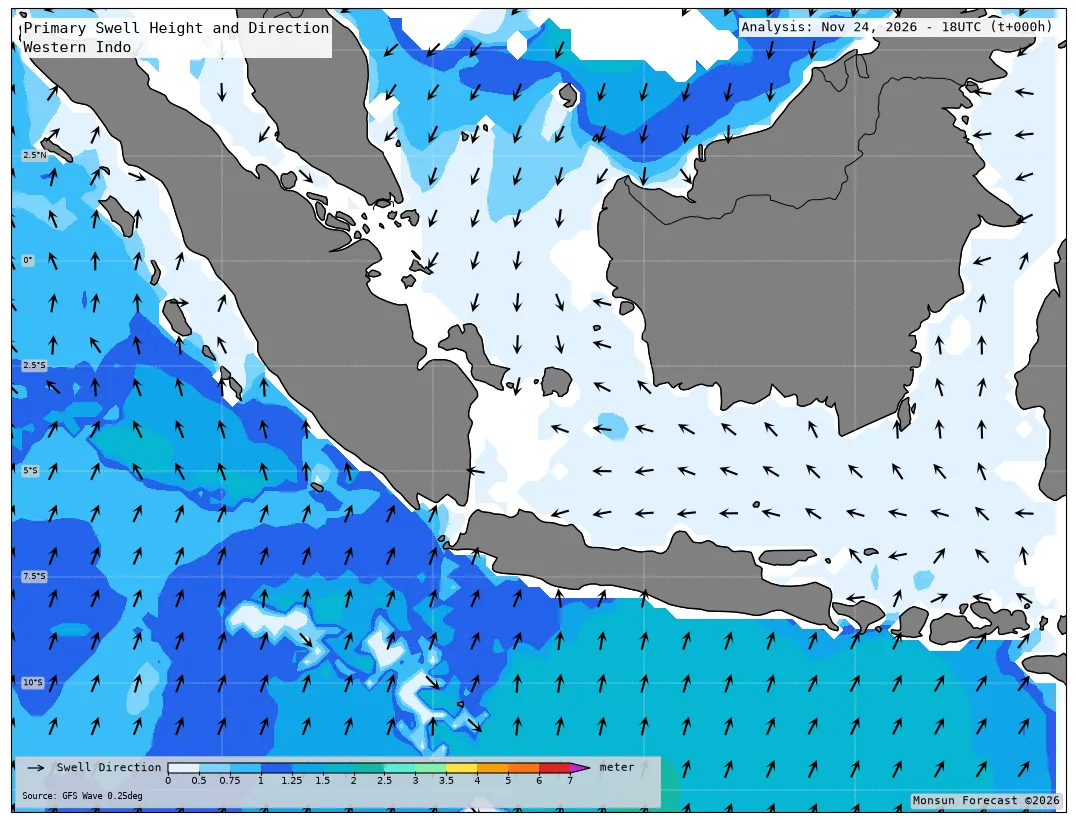 Primary Swell Height and Direction
Western Indo
Analysis: Nov 24, 2026 - 18UTC (t+000h)
2.5°N
0°
2.5°S
5°S
7.5°S
10°S
Swell Direction
0 0.5 0.75 1 1.25 1.5 2 2.5 3 3.5 4 5 6 7
meter
Source: GFS Wave 0.25deg
Monsun Forecast ©2026